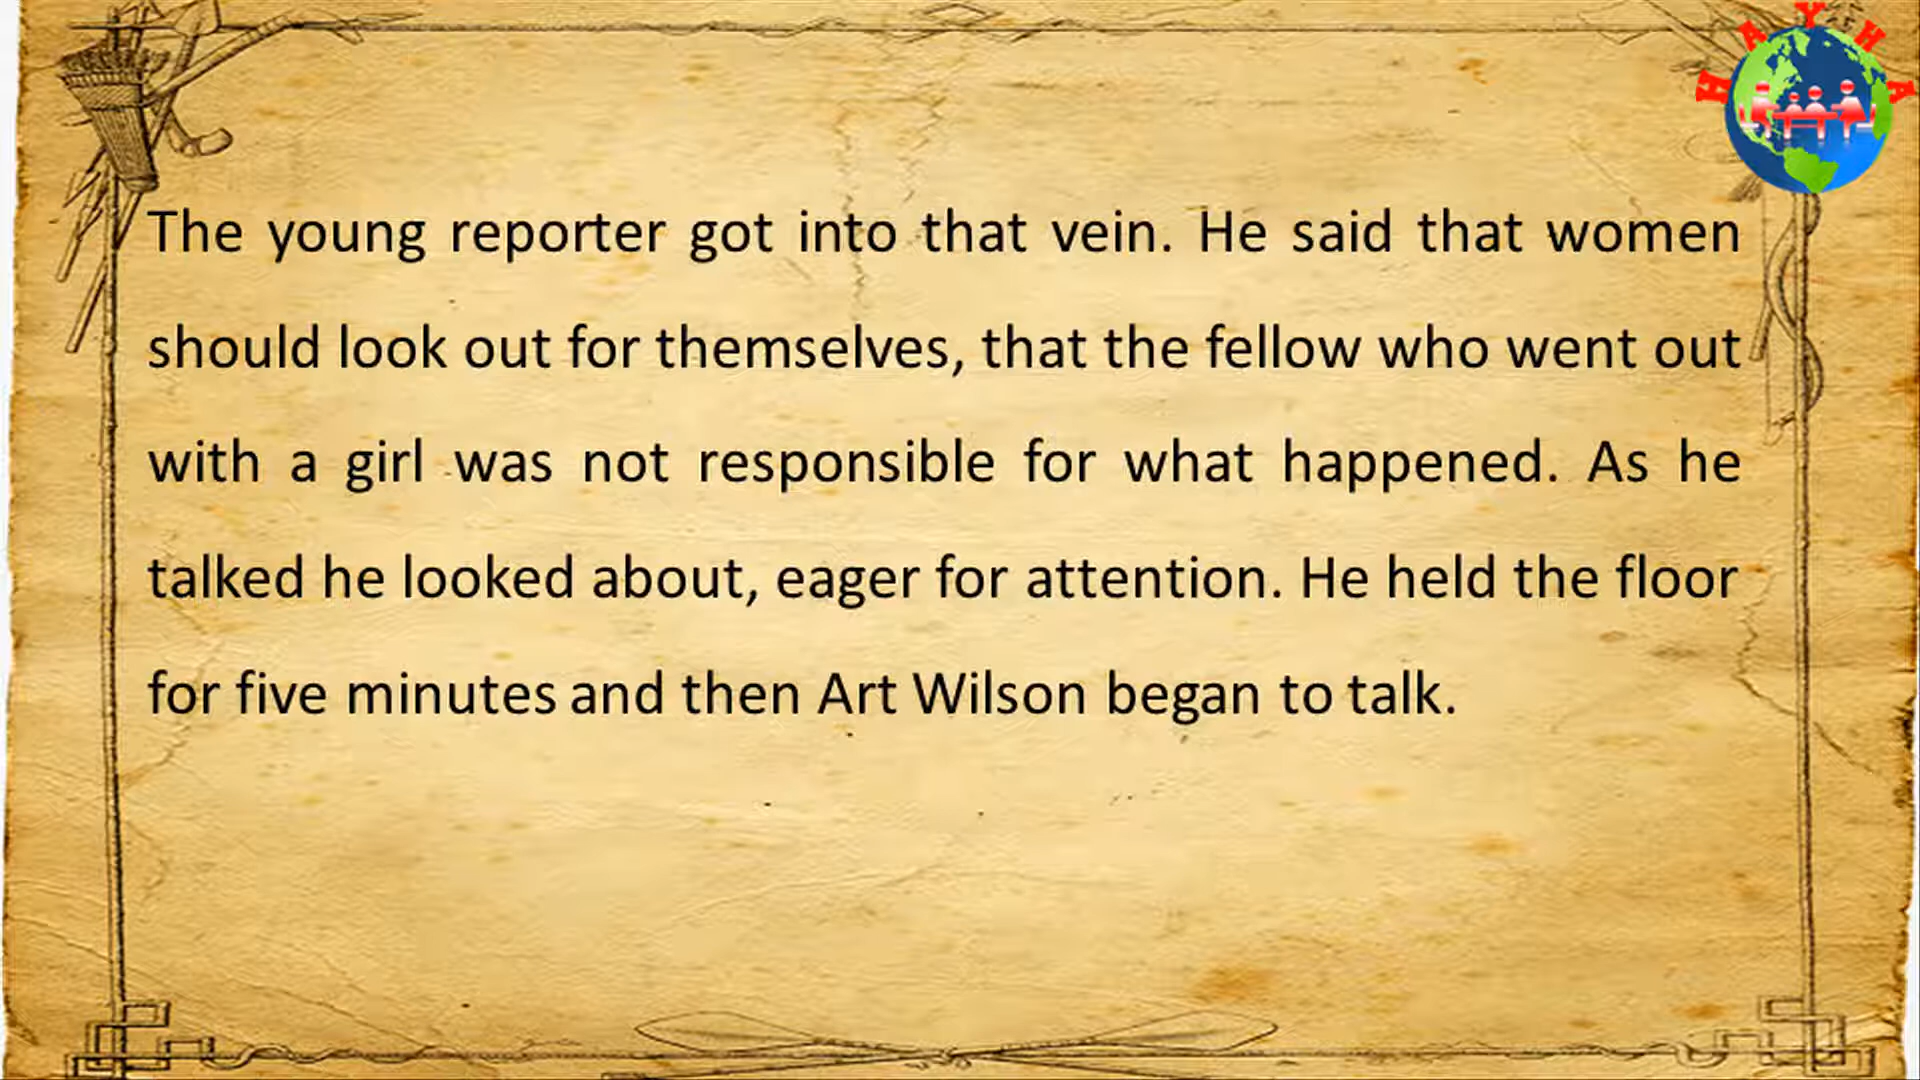 HAYHA
The young reporter got into that vein. He said that women
should look out for themselves, that the fellow who went out
with a girl was not responsible for what happened. As he
talked he looked about, eager for attention. He held the floor
for five minutes and then Art Wilson began to talk.